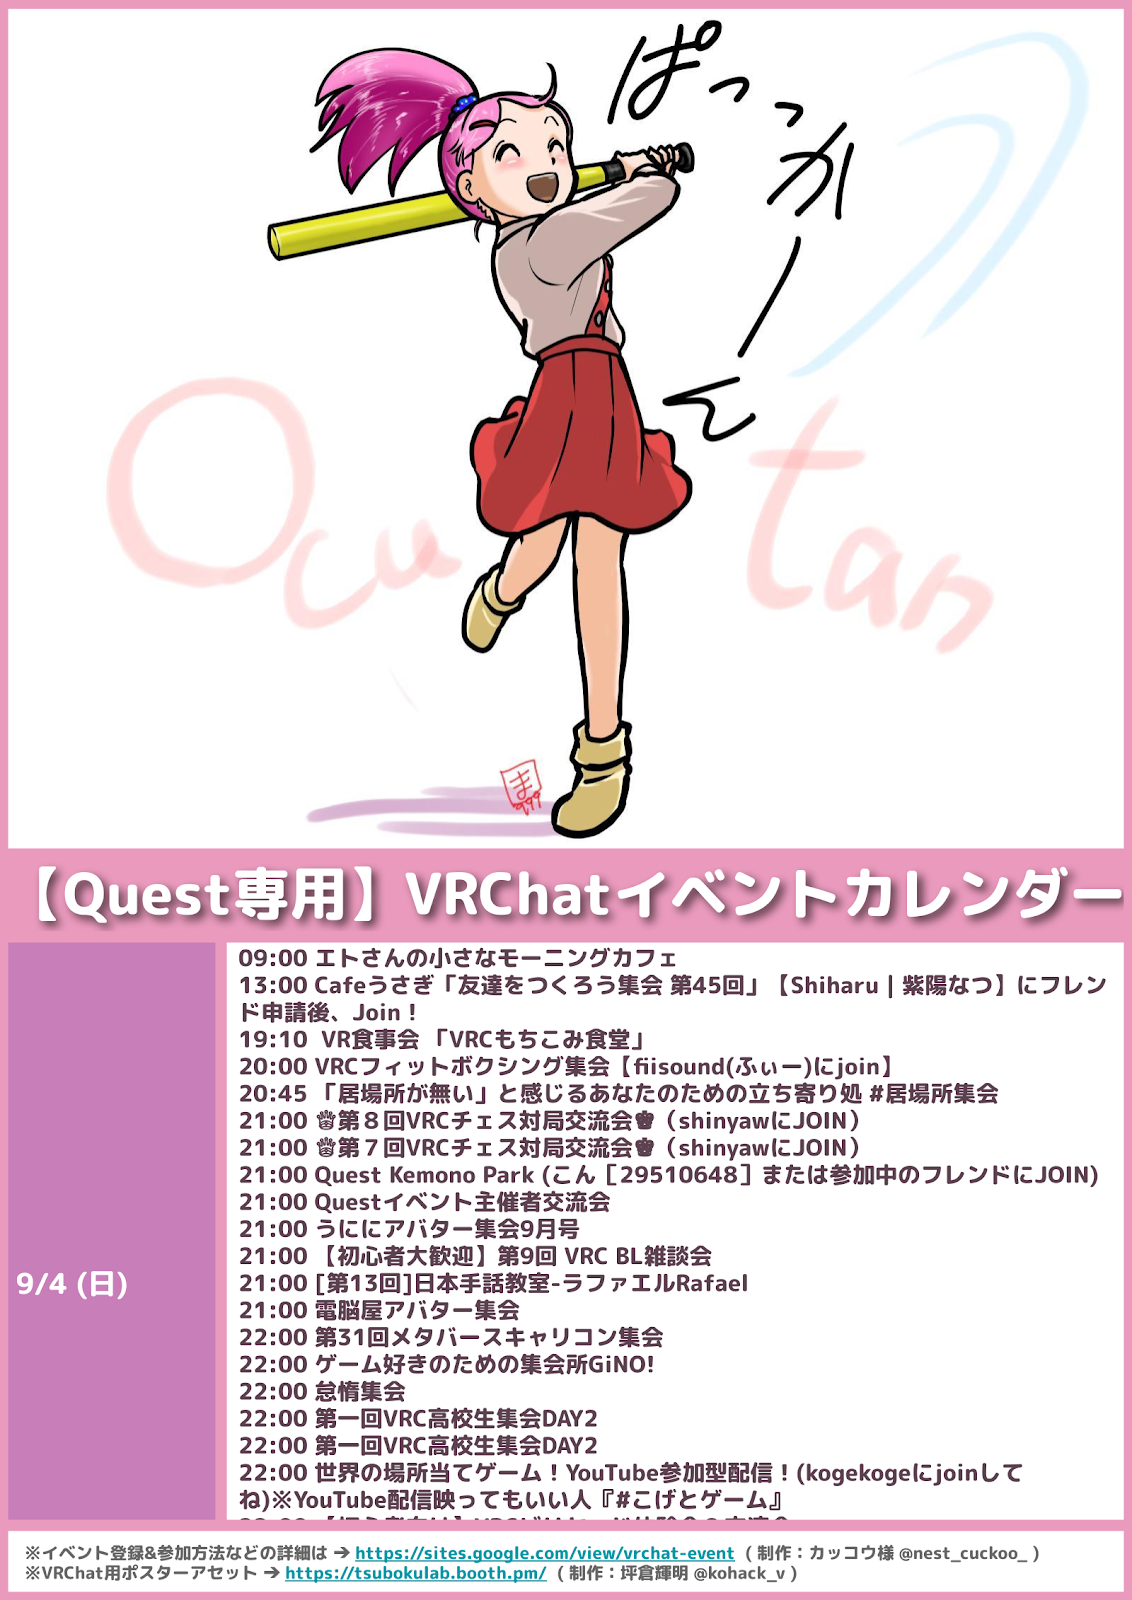 ぱっっかーん
Ocu tan
ま
999
【Quest専用】VRChatイベントカレンダー
9/4 (日)
09:00 エトさんの小さなモーニングカフェ
13:00 Cafeうさぎ「友達をつくろう集会 第45回」【Shiharu | 紫陽なつ】にフレン
ド申請後、Join！
19:10 VR食事会 「VRCもちこみ食堂」
20:00 VRCフィットボクシング集会【fiisound(ふぃー)にjoin】
20:45 「居場所が無い」と感じるあなたのための立ち寄り処 #居場所集会
21:00 ♕第８回VRCチェス対局交流会♚（shinyawにJOIN）
21:00 ♕第７回VRCチェス対局交流会♚（shinyawにJOIN）
21:00 Quest Kemono Park (こん［29510648］または参加中のフレンドにJOIN)
21:00 Questイベント主催者交流会
21:00 うににアバター集会9月号
21:00 【初心者大歓迎】第9回 VRC BL雑談会
21:00 [第13回]日本手話教室-ラファエルRafael
21:00 電脳屋アバター集会
22:00 第31回メタバースキャリコン集会
22:00 ゲーム好きのための集会所GiNO!
22:00 怠惰集会
22:00 第一回VRC高校生集会DAY2
22:00 第一回VRC高校生集会DAY2
22:00 世界の場所当てゲーム！YouTube参加型配信！(kogekogeにjoinして
ね)※YouTube配信映ってもいい人『#こげとゲーム』
※イベント登録&参加方法などの詳細は ➔ https://sites.google.com/view/vrchat-event （ 制作：カッコウ様 @nest_cuckoo_ ）
※VRChat用ポスターアセット ➔ https://tsubokulab.booth.pm/ （ 制作：坪倉輝明 @kohack_v ）